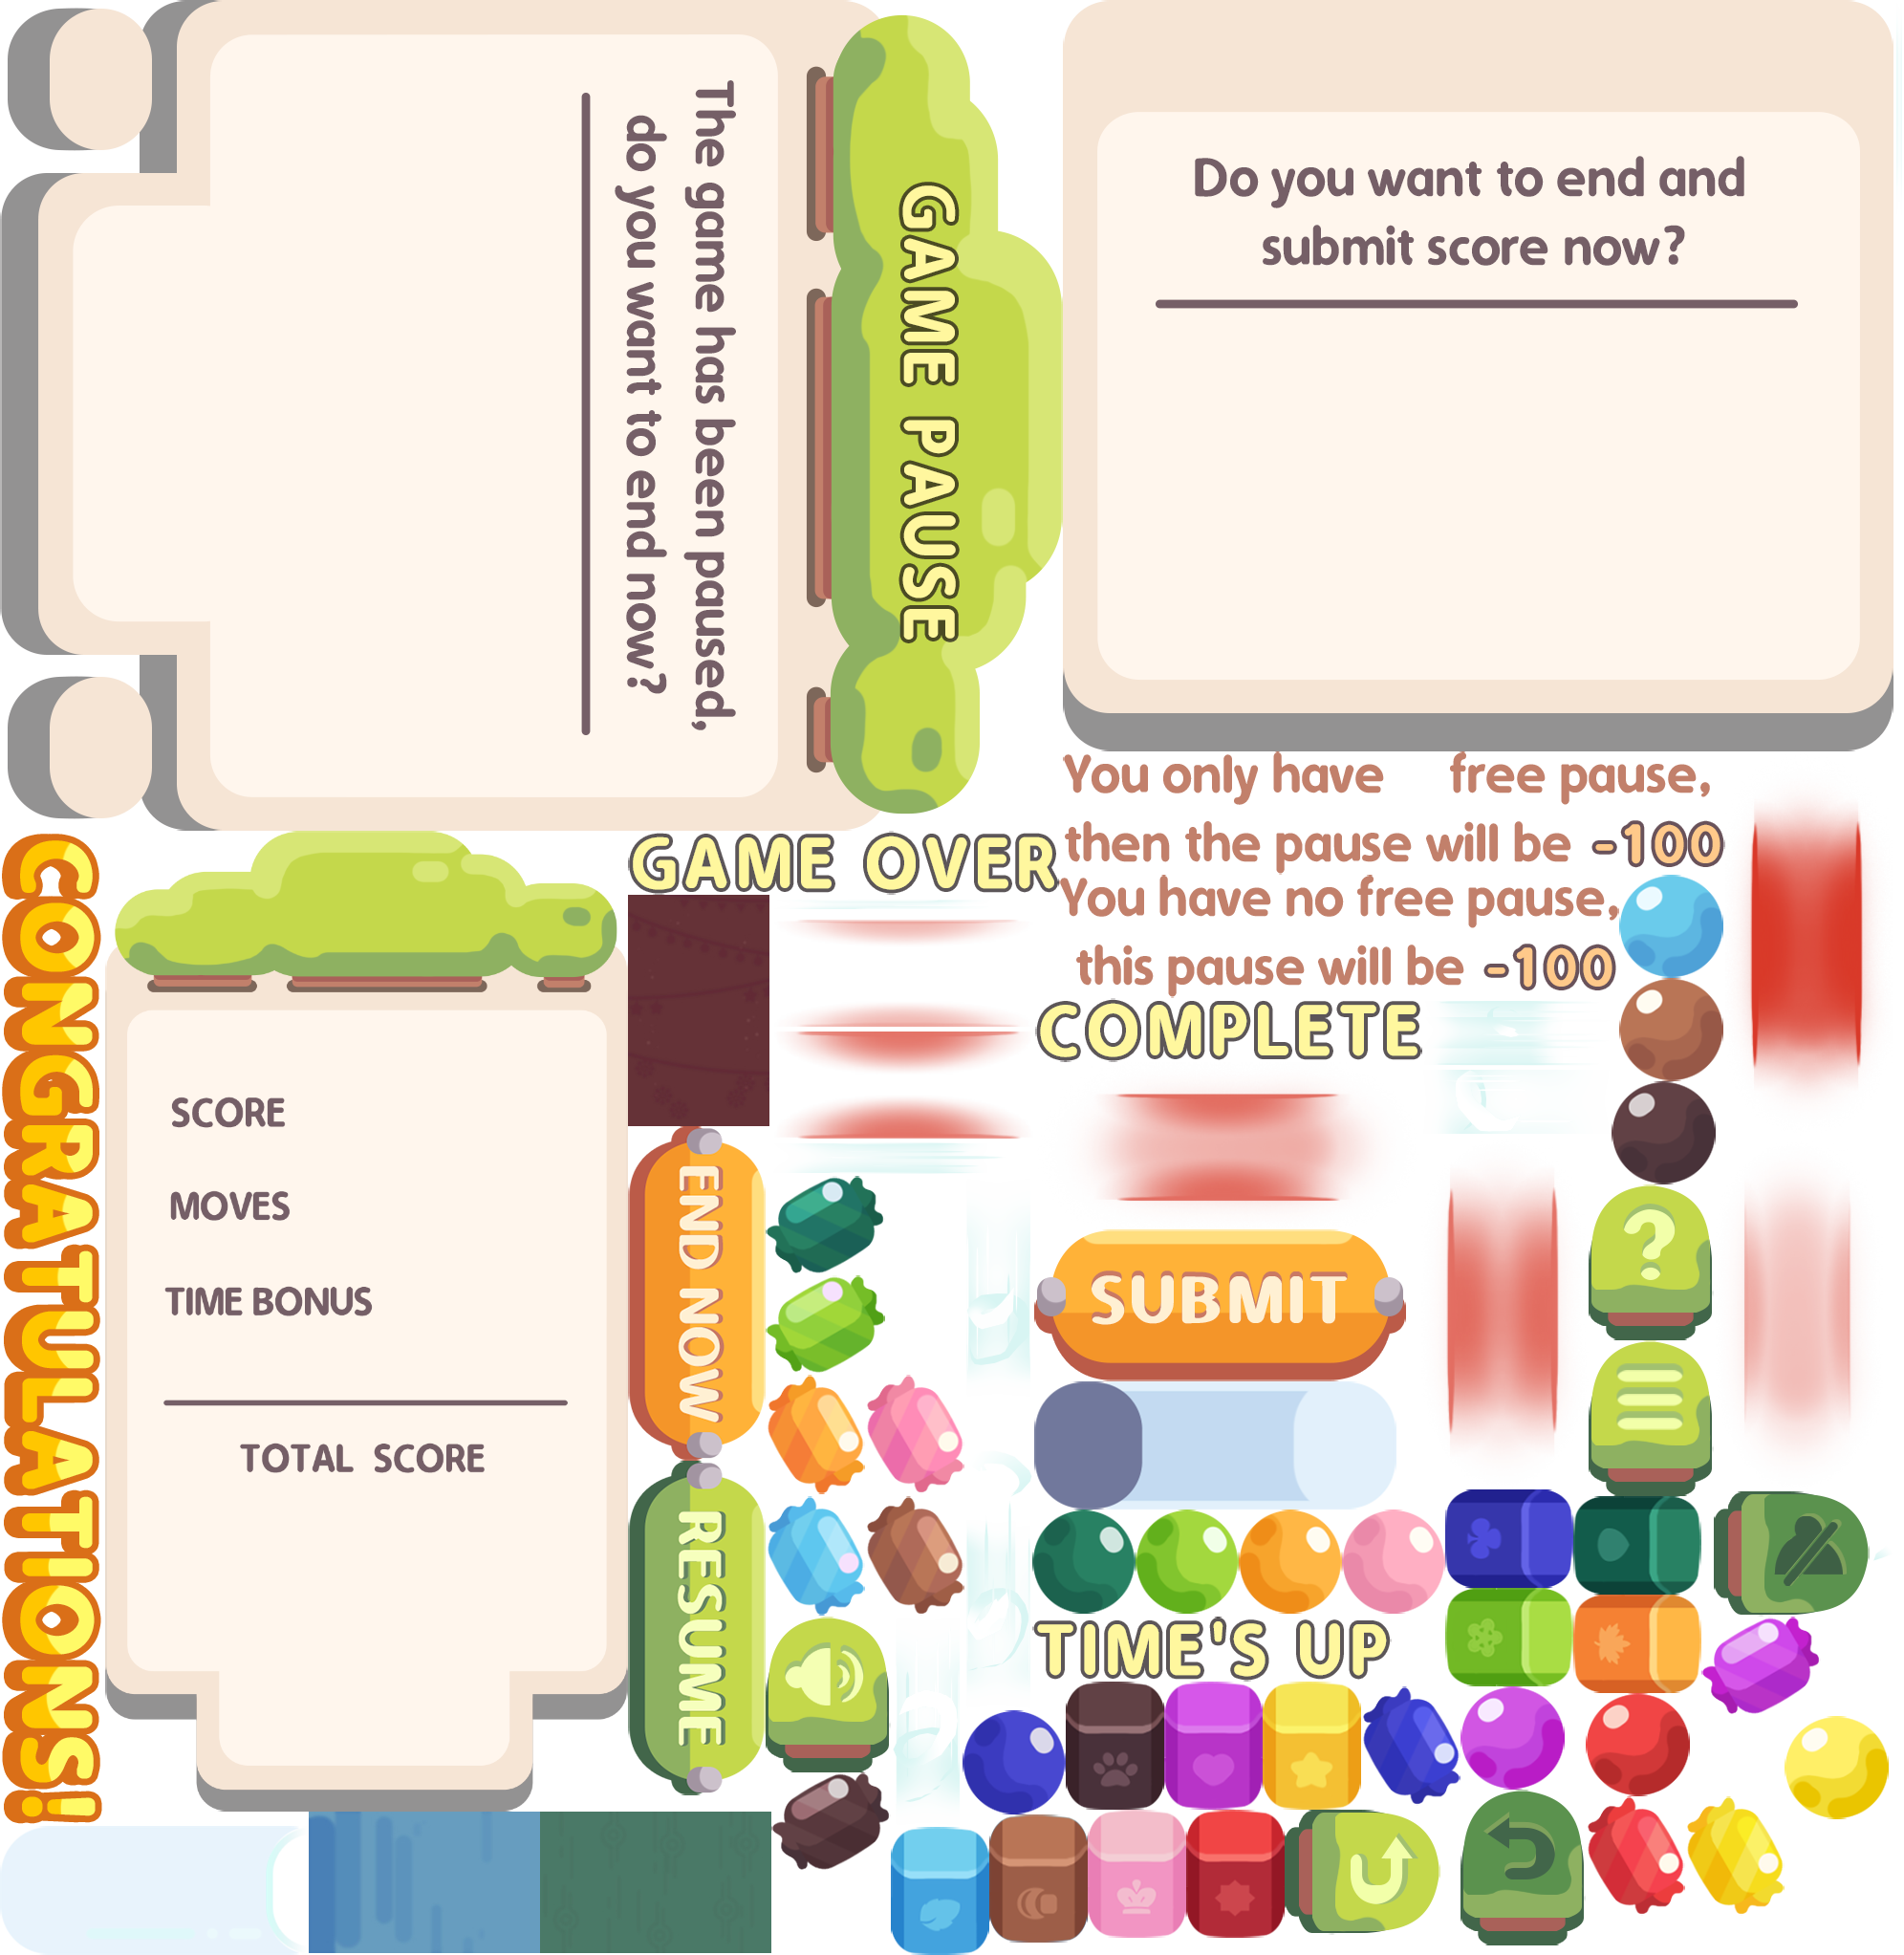 The game has been paused,
do you want to end now?
GAME PAUSE
Do you want to end and
submit score now?
You only have free pause,
then the pause will be -100
You have no free pause,
this pause will be -100
GAME OVER
COMPLETE
CONGRATULATIONS!!
SCORE
MOVES
TIME BONUS
TOTAL SCORE
END NOW
RESUME
SUBMIT
?
TIME'S UP